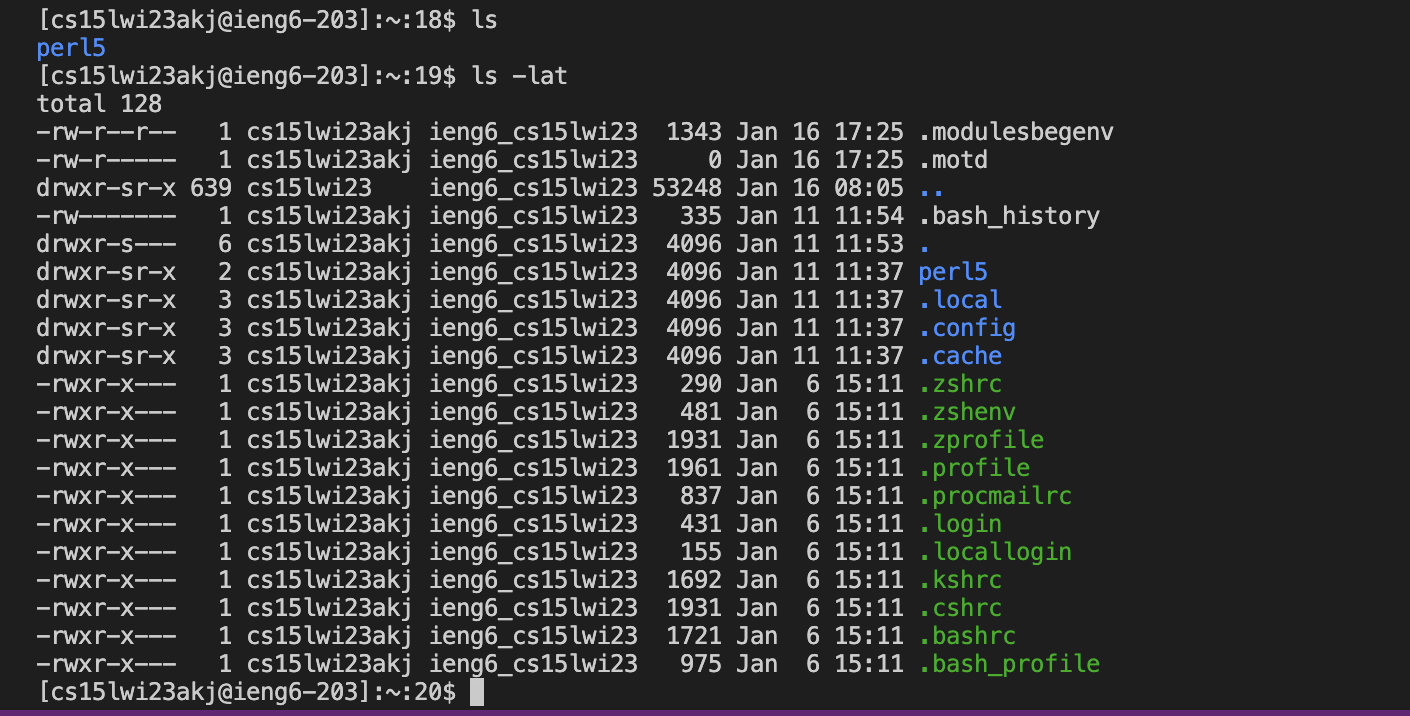 [cs15lwi23akj@ieng6-203]:~:18$ ls
perl5
[cs15lwi23akj@ieng6-203]:~:19$ ls -lat
total 128
-rw-r--r--   1 cs15lwi23akj ieng6_cs15lwi23  1343 Jan 16 17:25 .modulesbegenv
-rw-r-----   1 cs15lwi23akj ieng6_cs15lwi23     0 Jan 16 17:25 .motd
drwxr-sr-x 639 cs15lwi23    ieng6_cs15lwi23 53248 Jan 16 08:05 ..
-rw-------   1 cs15lwi23akj ieng6_cs15lwi23   335 Jan 11 11:54 .bash_history
drwxr-s---   6 cs15lwi23akj ieng6_cs15lwi23  4096 Jan 11 11:53 .
drwxr-sr-x   2 cs15lwi23akj ieng6_cs15lwi23  4096 Jan 11 11:37 perl5
drwxr-sr-x   3 cs15lwi23akj ieng6_cs15lwi23  4096 Jan 11 11:37 .local
drwxr-sr-x   3 cs15lwi23akj ieng6_cs15lwi23  4096 Jan 11 11:37 .config
drwxr-sr-x   3 cs15lwi23akj ieng6_cs15lwi23  4096 Jan 11 11:37 .cache
-rwxr-x---   1 cs15lwi23akj ieng6_cs15lwi23   290 Jan  6 15:11 .zshrc
-rwxr-x---   1 cs15lwi23akj ieng6_cs15lwi23   481 Jan  6 15:11 .zshenv
-rwxr-x---   1 cs15lwi23akj ieng6_cs15lwi23  1931 Jan  6 15:11 .zprofile
-rwxr-x---   1 cs15lwi23akj ieng6_cs15lwi23  1961 Jan  6 15:11 .profile
-rwxr-x---   1 cs15lwi23akj ieng6_cs15lwi23   837 Jan  6 15:11 .procmailrc
-rwxr-x---   1 cs15lwi23akj ieng6_cs15lwi23   431 Jan  6 15:11 .login
-rwxr-x---   1 cs15lwi23akj ieng6_cs15lwi23   155 Jan  6 15:11 .locallogin
-rwxr-x---   1 cs15lwi23akj ieng6_cs15lwi23  1692 Jan  6 15:11 .kshrc
-rwxr-x---   1 cs15lwi23akj ieng6_cs15lwi23  1931 Jan  6 15:11 .cshrc
-rwxr-x---   1 cs15lwi23akj ieng6_cs15lwi23  1721 Jan  6 15:11 .bashrc
-rwxr-x---   1 cs15lwi23akj ieng6_cs15lwi23   975 Jan  6 15:11 .bash_profile
[cs15lwi23akj@ieng6-203]:~:20$